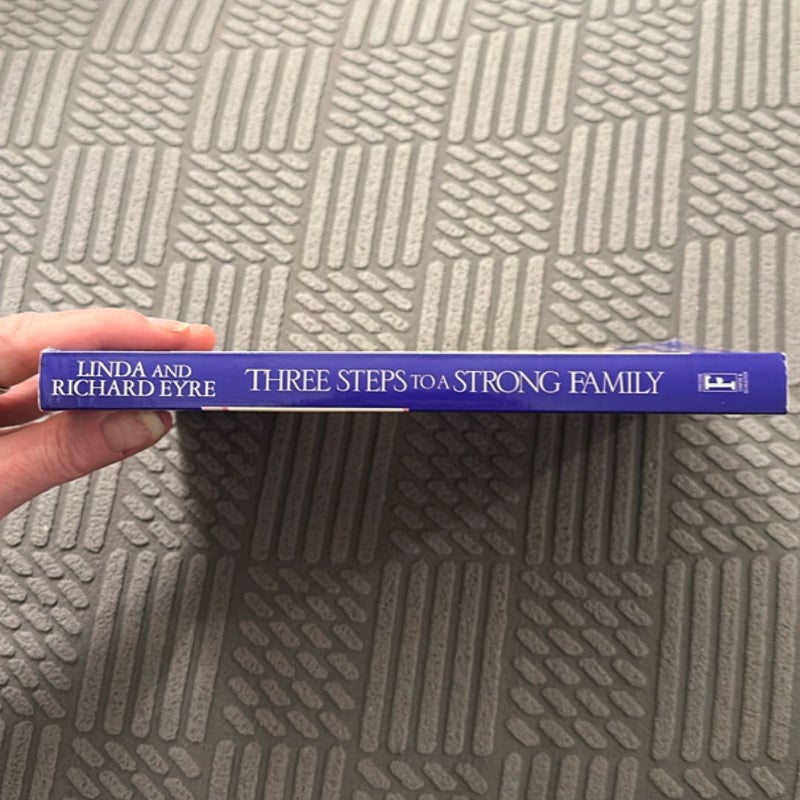 LINDA AND
RICHARD EYRE
THREE STEPS TO A STRONG FAMILY
F